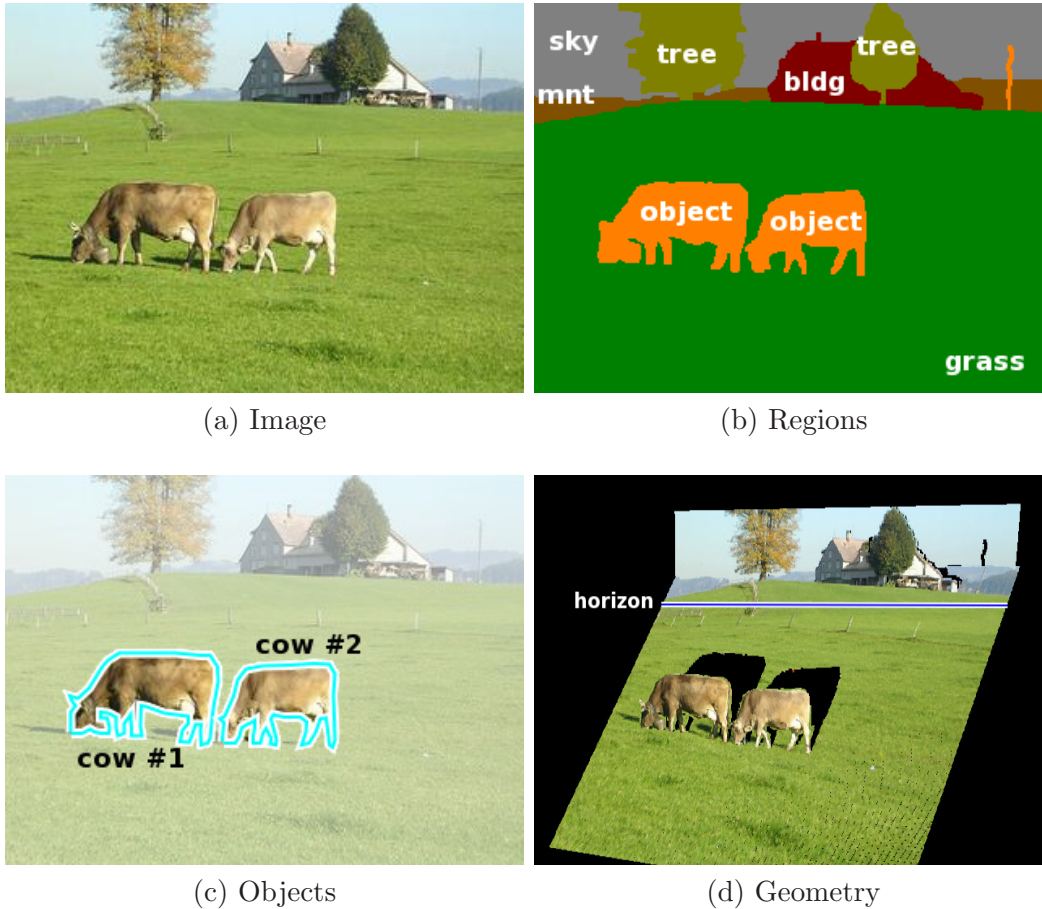 sky
tree
tree
bldg
mnt
object
object
grass
(a) Image
(b) Regions
cow #2
cow #1
horizon
(c) Objects
(d) Geometry